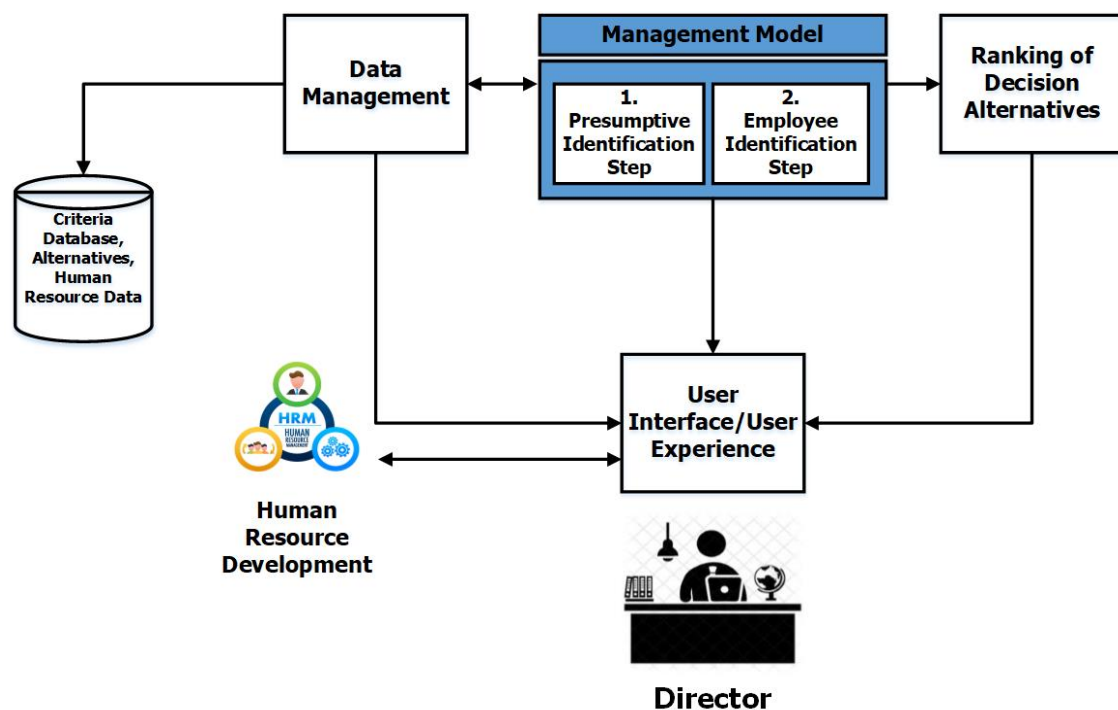 Data
Management
Management Model
1.
Presumptive
Identification
Step
2.
Employee
Identification
Step
Ranking of
Decision
Alternatives
Criteria
Database,
Alternatives,
Human
Resource Data
HRM
HUMAN
RESOURCE
MANAGEMENT
Human
Resource
Development
User
Interface/User
Experience
Director